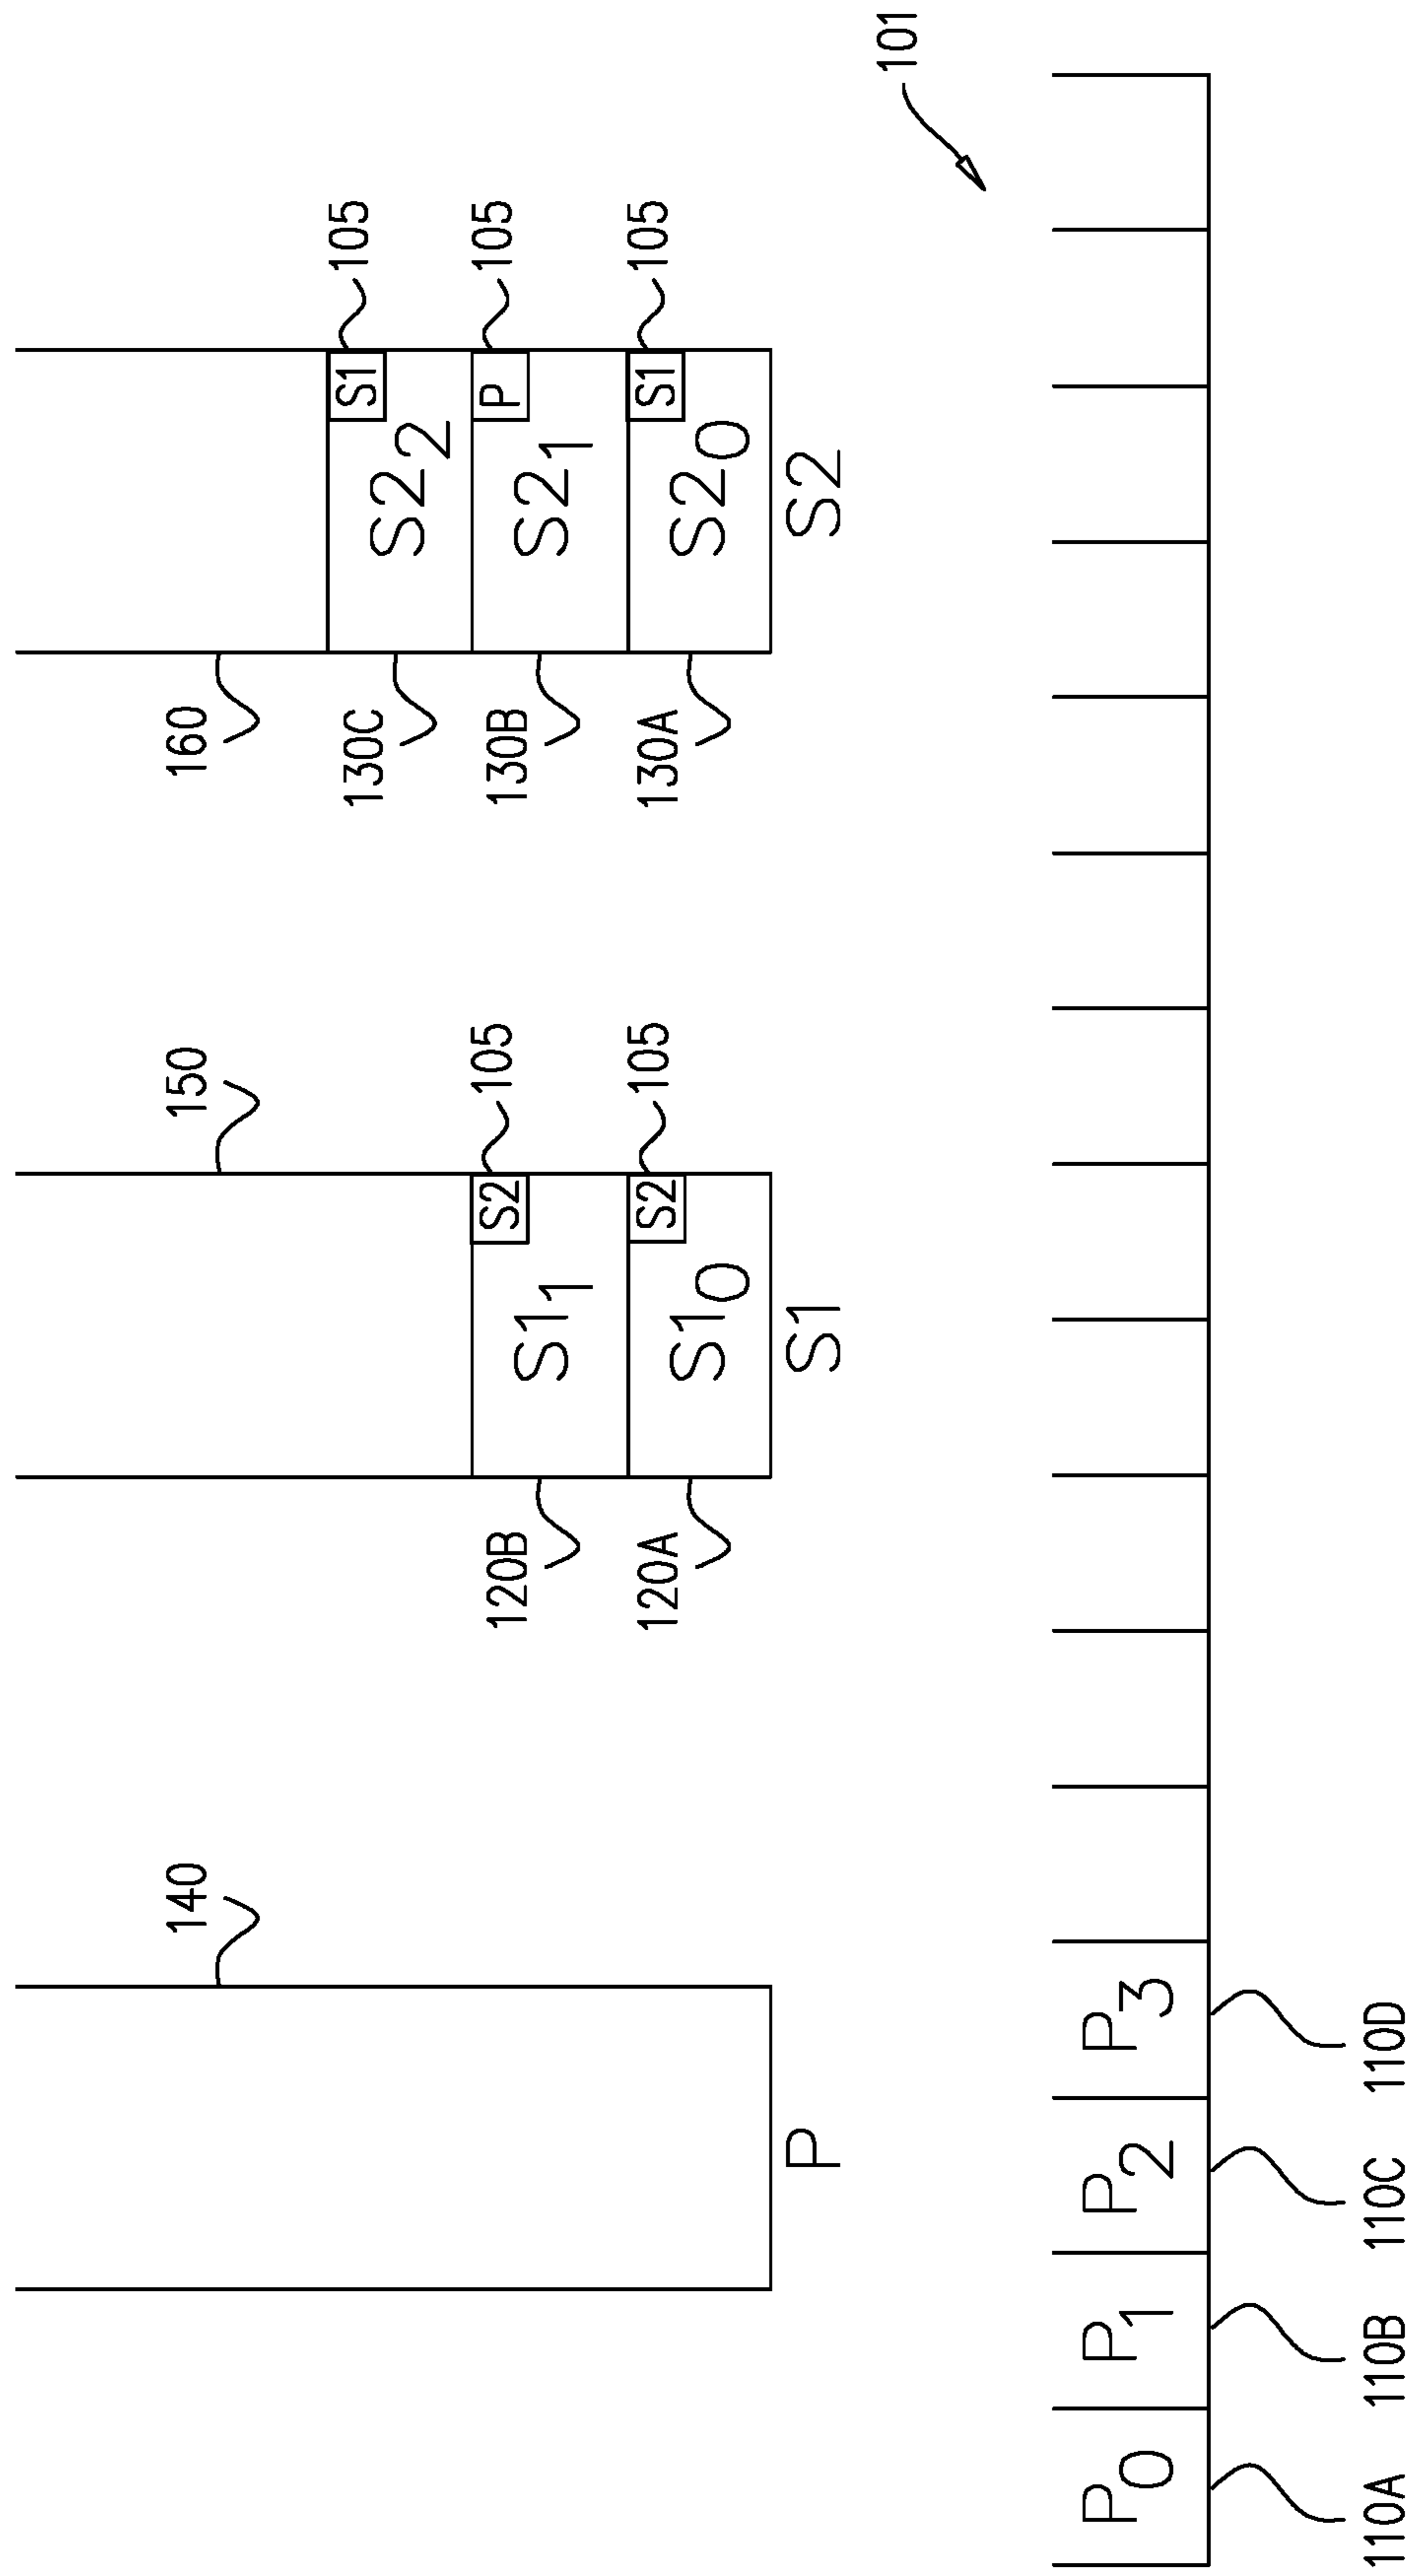 140 150 160
130C S2₂ S1 105
120B S1₁ S2 105 130B S2₁ P 105
120A S1₀ S2 105 130A S2₀ S1 105
P S1 S2
101
P₀ P₁ P₂ P₃
110A 110B 110C 110D